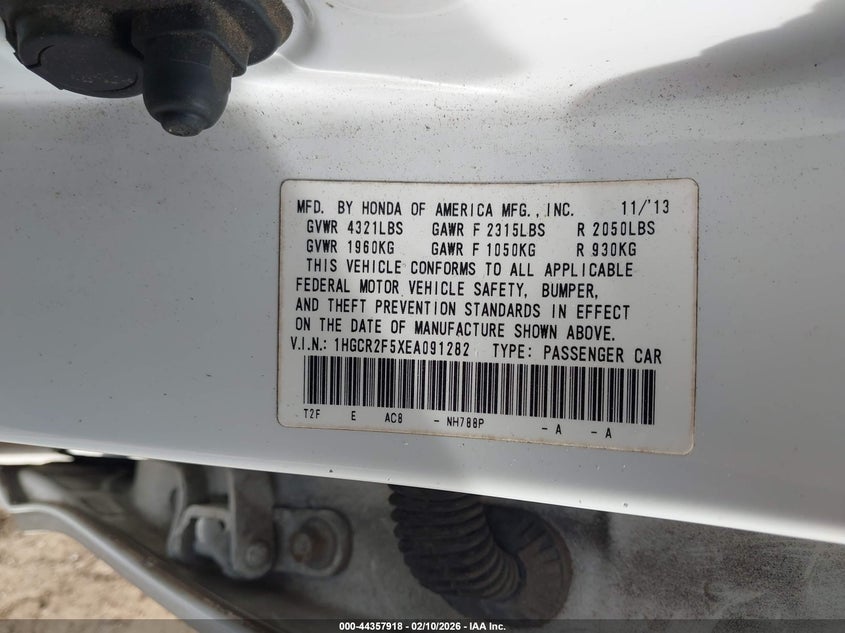 MFD. BY HONDA OF AMERICA MFG., INC. 11/'13
GVWR 4321LBS GAWR F 2315LBS R 2050LBS
GVWR 1960KG GAWR F 1050KG R 930KG
THIS VEHICLE CONFORMS TO ALL APPLICABLE
FEDERAL MOTOR VEHICLE SAFETY, BUMPER,
AND THEFT PREVENTION STANDARDS IN EFFECT
ON THE DATE OF MANUFACTURE SHOWN ABOVE.
V.I.N.: 1HGCR2F5XEA091282 TYPE: PASSENGER CAR
T2F E AC8 - NH788P - A - A
000-44357918 - 02/10/2026 - IAA Inc.